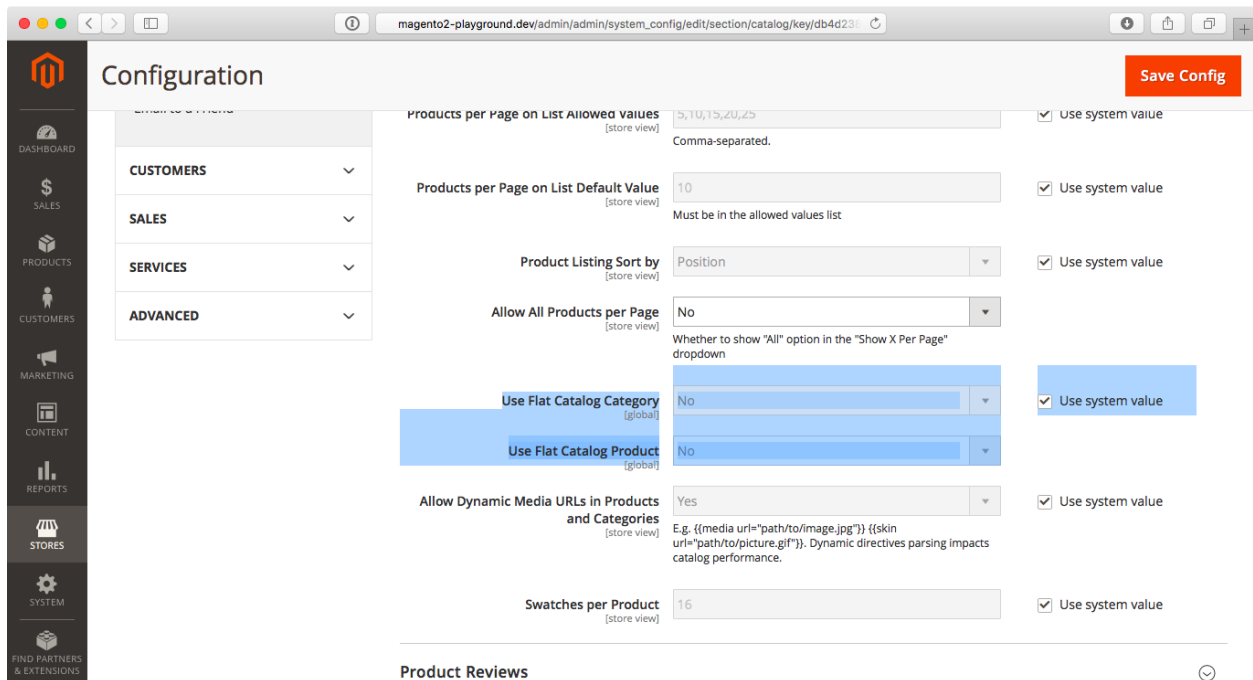 magento2-playground.dev/admin/admin/system_config/edit/section/catalog/key/db4d238
Configuration
Save Config
DASHBOARD
SALES
PRODUCTS
CUSTOMERS
MARKETING
CONTENT
REPORTS
STORES
SYSTEM
FIND PARTNERS
& EXTENSIONS
Email to a Friend
CUSTOMERS
SALES
SERVICES
ADVANCED
Products per Page on List Allowed Values
[store view]
5,10,15,20,25
Use system value
Comma-separated.
Products per Page on List Default Value
[store view]
10
Use system value
Must be in the allowed values list
Product Listing Sort by
[store view]
Position
Use system value
Allow All Products per Page
[store view]
No
Whether to show "All" option in the "Show X Per Page"
dropdown
Use Flat Catalog Category
[global]
No
Use system value
Use Flat Catalog Product
[global]
No
Allow Dynamic Media URLs in Products
and Categories
[store view]
Yes
Use system value
E.g. {{media url="path/to/image.jpg"}} {{skin
url="path/to/picture.gif"}}. Dynamic directives parsing impacts
catalog performance.
Swatches per Product
[store view]
16
Use system value
Product Reviews